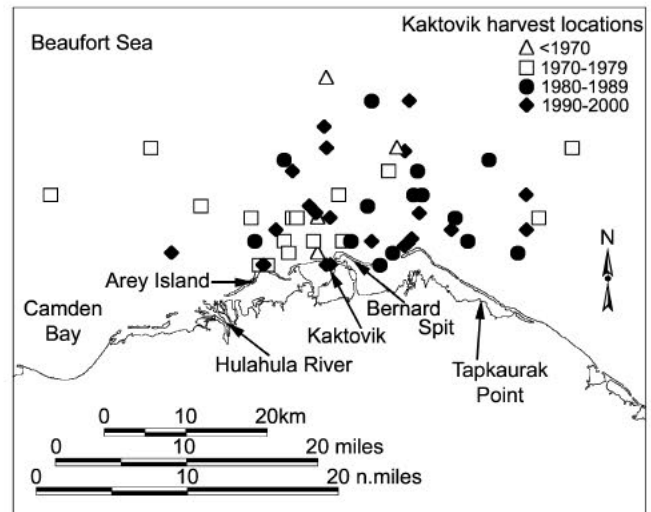 Beaufort Sea
Kaktovik harvest locations
<1970
1970-1979
1980-1989
1990-2000
N
Arey Island
Camden
Bay
Bernard
Spit
Kaktovik
Hulahula River
Tapkaurak
Point
0 10 20km
0 10 20 miles
0 10 20 n.miles